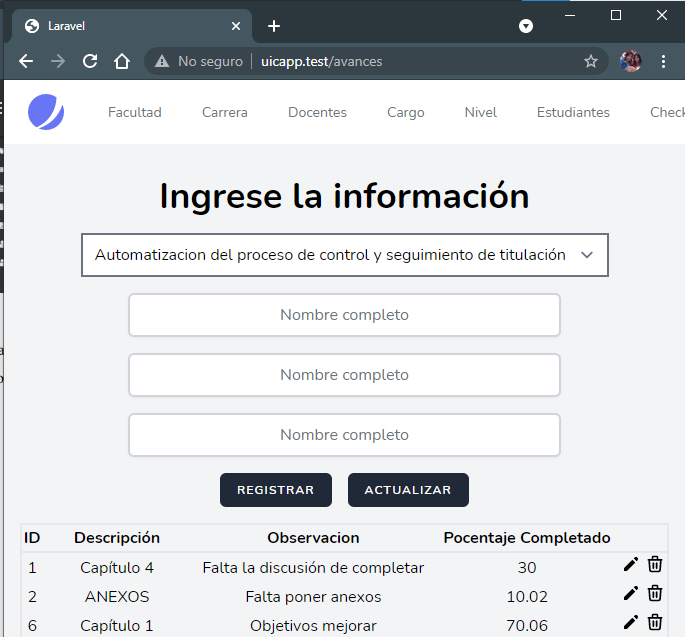 Laravel
No seguro uicapp.test/avances
Facultad Carrera Docentes Cargo Nivel Estudiantes Check
Ingrese la información
Automatizacion del proceso de control y seguimiento de titulación
Nombre completo
Nombre completo
Nombre completo
REGISTRAR ACTUALIZAR
ID Descripción Observacion Pocentaje Completado
1 Capítulo 4 Falta la discusión de completar 30
2 ANEXOS Falta poner anexos 10.02
6 Capítulo 1 Objetivos mejorar 70.06